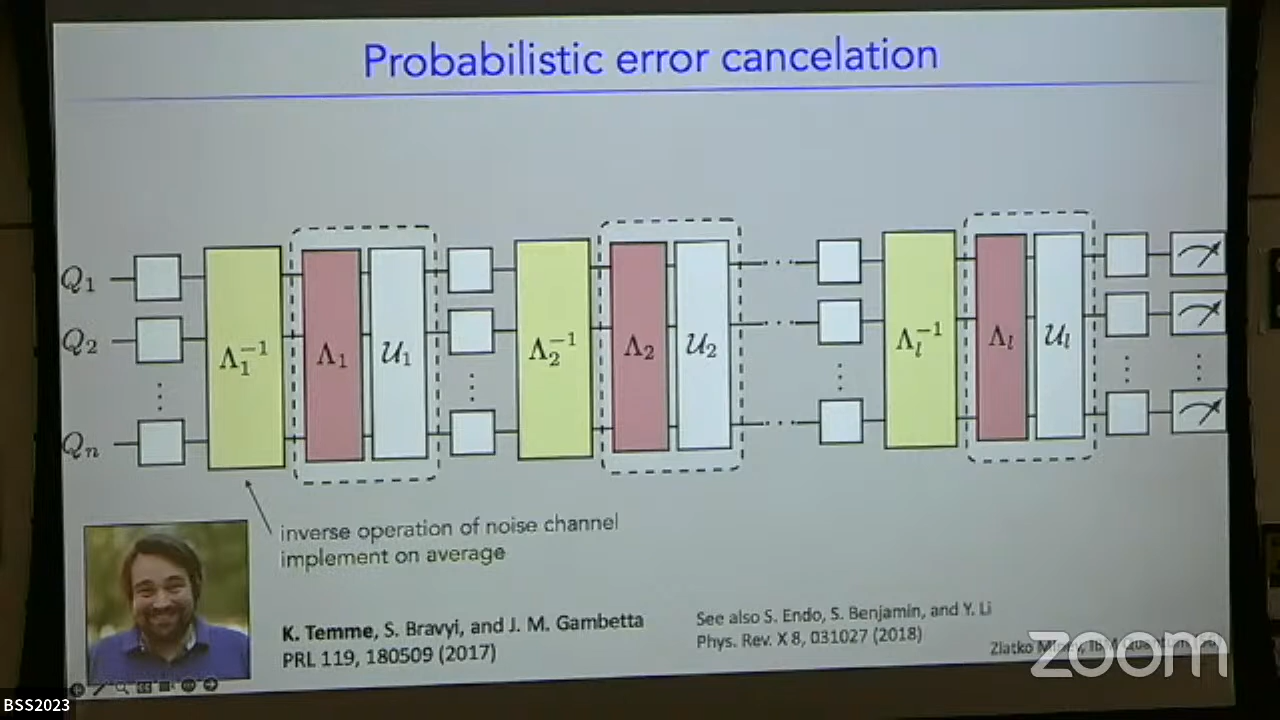 Probabilistic error cancelation
Q₁ Λ₁⁻¹ Λ₁ 𝒰₁ Λ₂⁻¹ Λ₂ 𝒰₂ Λₗ⁻¹ Λₗ 𝒰ₗ
Q₂
Qₙ
inverse operation of noise channel
implement on average
K. Temme, S. Bravyi, and J. M. Gambetta
PRL 119, 180509 (2017)
See also S. Endo, S. Benjamin, and Y. Li
Phys. Rev. X 8, 031027 (2018)
Zlatko
zoom
BSS2023